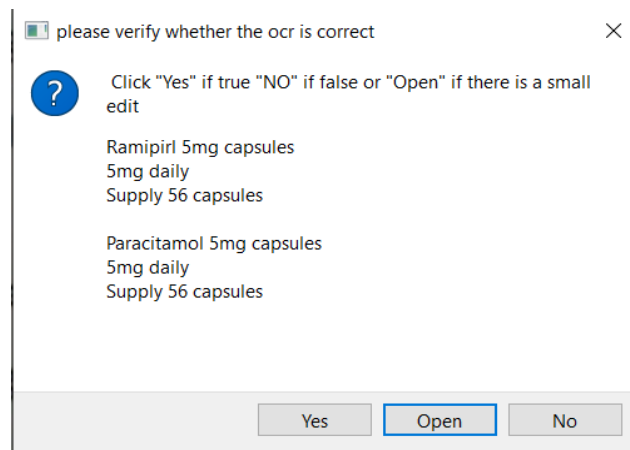 please verify whether the ocr is correct
Click "Yes" if true "NO" if false or "Open" if there is a small
edit
Ramipirl 5mg capsules
5mg daily
Supply 56 capsules
Paracitamol 5mg capsules
5mg daily
Supply 56 capsules
Yes Open No